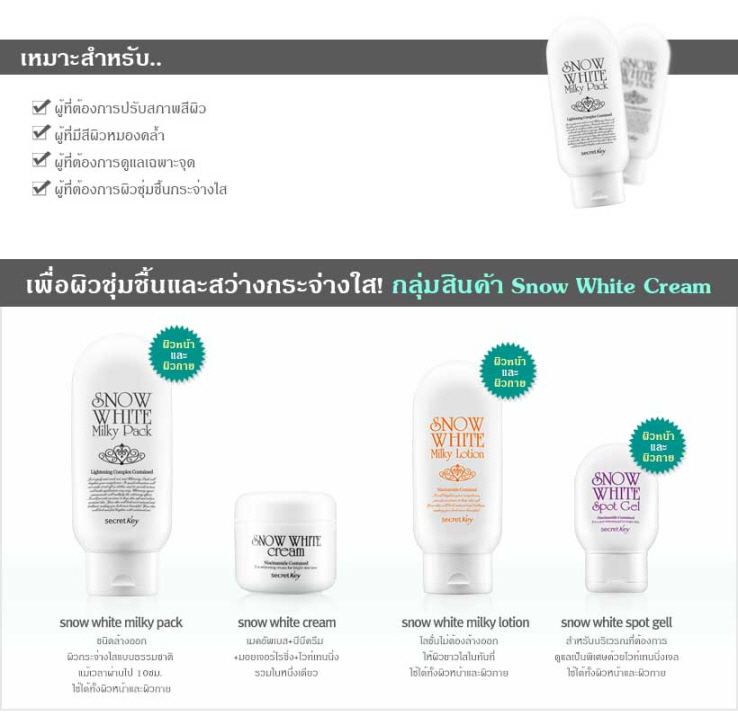 เหมาะสำหรับ..
SNOW
WHITE
Milky Pack
Lightening Complex Contained
secret Key
SNOW
WHITE
Milky Pack
ผู้ที่ต้องการปรับสภาพสีผิว
ผู้ที่มีสีผิวหมองคล้ำ
ผู้ที่ต้องการดูแลเฉพาะจุด
ผู้ที่ต้องการผิวชุ่มชื้นกระจ่างใส
เพื่อผิวชุ่มชื้นและสว่างกระจ่างใส! กลุ่มสินค้า Snow White Cream
ผิวหน้า
และ
ผิวกาย
SNOW
WHITE
Milky Pack
Lightening Complex Contained
secret Key
SNOW WHITE
cream
Niacinamide Contained
secret Key
ผิวหน้า
และ
ผิวกาย
SNOW
WHITE
Milky Lotion
Niacinamide Contained
secret Key
ผิวหน้า
และ
ผิวกาย
SNOW
WHITE
Spot Gel
Niacinamide Contained
secret Key
snow white milky pack
ชนิดล้างออก
ผิวกระจ่างใสแบบธรรมชาติ
แม้เวลาผ่านไป 10ชม.
ใช้ได้ทั้งผิวหน้าและผิวกาย
snow white cream
เมคอัพเบส+บีบีครีม
+มอยเจอร์ไรซิ่ง+ไวท์เทนนิ่ง
รวมในหนึ่งเดียว
snow white milky lotion
โลชั่นไม่ต้องล้างออก
ให้ผิวขาวใสในทันที
ใช้ได้ทั้งผิวหน้าและผิวกาย
snow white spot gell
สำหรับบริเวรณที่ต้องการ
ดูแลเป็นพิเศษด้วยไวท์เทนนิ่งเจล
ใช้ได้ทั้งผิวหน้าและผิวกาย